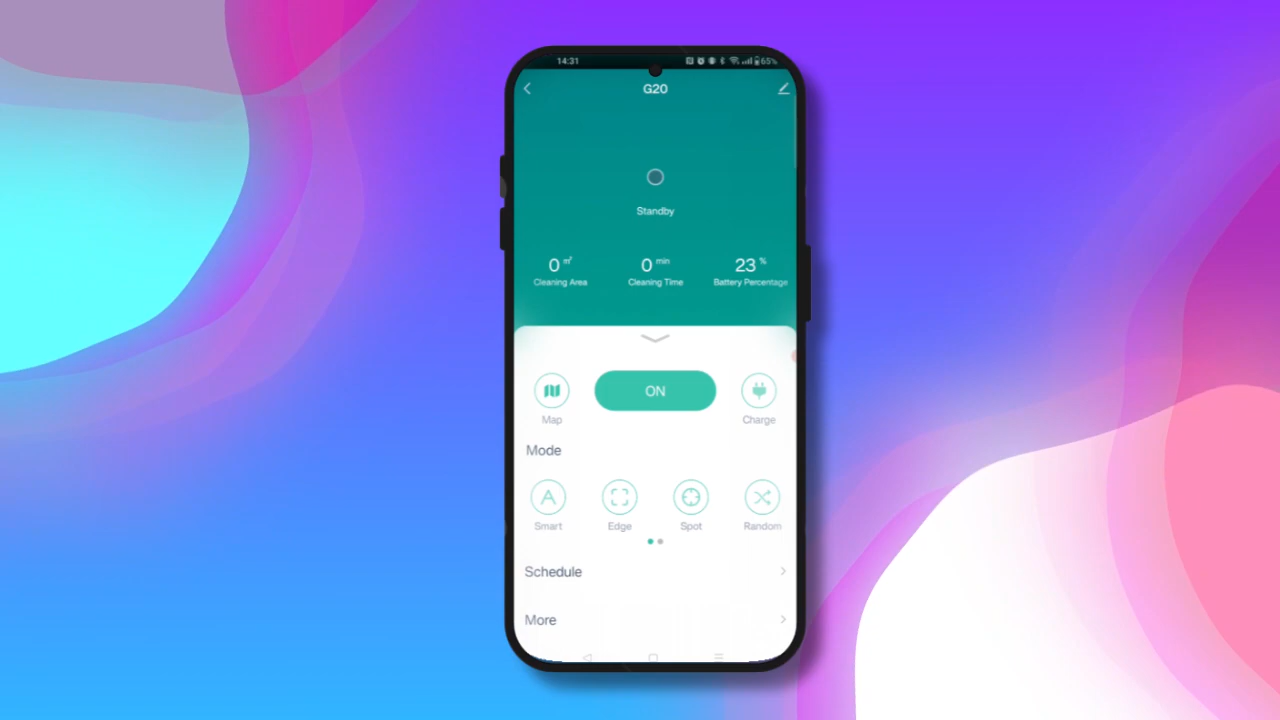 14:31
65%
G20
Standby
0 m² 0 min 23 %
Cleaning Area Cleaning Time Battery Percentage
ON
Map Charge
Mode
Smart Edge Spot Random
Schedule
More